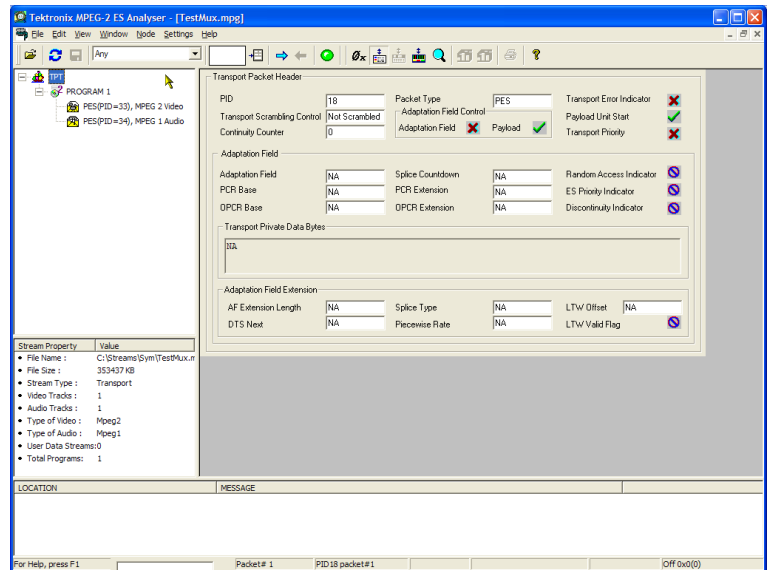 Tektronix MPEG-2 ES Analyser - [TestMux.mpg]
File Edit View Window Node Settings Help
Any
0x
TPT
PROGRAM 1
PES(PID=33), MPEG 2 Video
PES(PID=34), MPEG 1 Audio
Transport Packet Header
PID 18 Packet Type PES Transport Error Indicator
Transport Scrambling Control Not Scrambled Adaptation Field Control Payload Unit Start
Continuity Counter 0 Adaptation Field Payload Transport Priority
Adaptation Field
Adaptation Field NA Splice Countdown NA Random Access Indicator
PCR Base NA PCR Extension NA ES Priority Indicator
OPCR Base NA OPCR Extension NA Discontinuity Indicator
Transport Private Data Bytes
NA
Adaptation Field Extension
AF Extension Length NA Splice Type NA LTW Offset NA
DTS Next NA Piecewise Rate NA LTW Valid Flag
Stream Property Value
File Name : C:\Streams\Sym\TestMux.m
File Size : 353437 KB
Stream Type : Transport
Video Tracks : 1
Audio Tracks : 1
Type of Video : Mpeg2
Type of Audio : Mpeg1
User Data Streams:0
Total Programs: 1
LOCATION MESSAGE
For Help, press F1 Packet# 1 PID18 packet#1 Off 0x0(0)